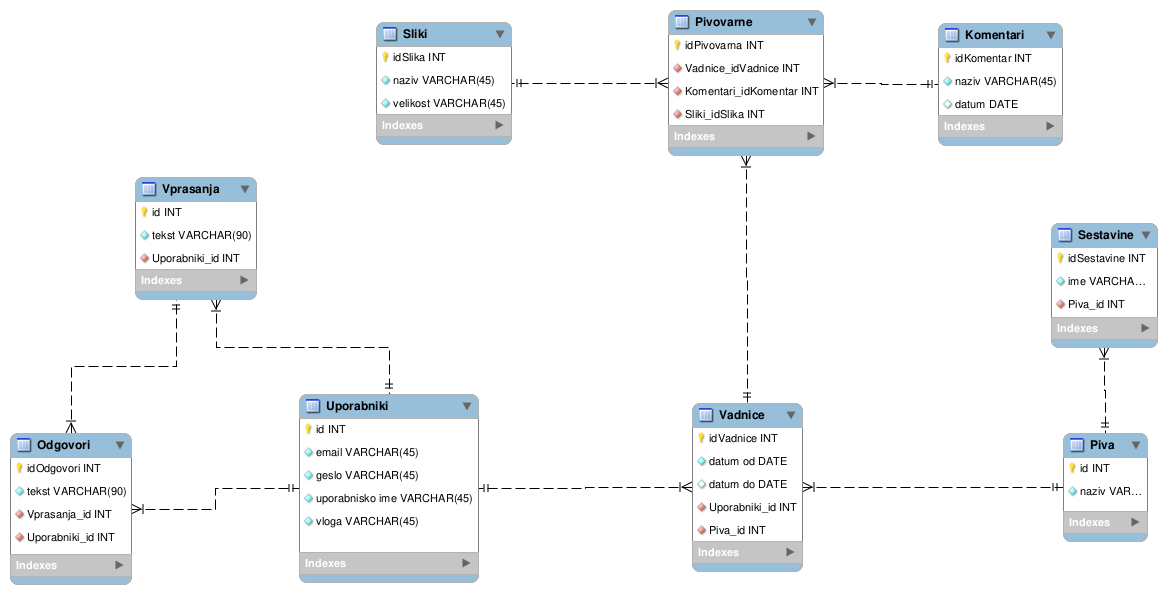 Sliki
idSlika INT
naziv VARCHAR(45)
velikost VARCHAR(45)
Indexes
Pivovarne
idPivovarna INT
Vadnice_idVadnice INT
Komentari_idKomentar INT
Sliki_idSlika INT
Indexes
Komentari
idKomentar INT
naziv VARCHAR(45)
datum DATE
Indexes
Vprasanja
id INT
tekst VARCHAR(90)
Uporabniki_id INT
Indexes
Sestavine
idSestavine INT
ime VARCHA...
Piva_id INT
Indexes
Odgovori
idOdgovori INT
tekst VARCHAR(90)
Vprasanja_id INT
Uporabniki_id INT
Indexes
Uporabniki
id INT
email VARCHAR(45)
geslo VARCHAR(45)
uporabnisko ime VARCHAR(45)
vloga VARCHAR(45)
Indexes
Vadnice
idVadnice INT
datum od DATE
datum do DATE
Uporabniki_id INT
Piva_id INT
Indexes
Piva
id INT
naziv VAR...
Indexes